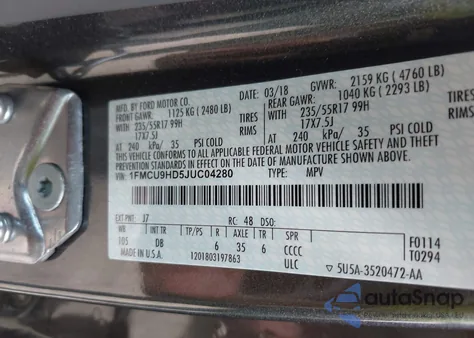 MFD. BY FORD MOTOR CO.
03/18 GVWR: 2159 KG ( 4760 LB)
FRONT GAWR: 1125 KG ( 2480 LB) REAR GAWR: 1040 KG ( 2293 LB)
WITH 235/55R17 99H TIRES WITH 235/55R17 99H TIRES
17X7.5J RIMS 17X7.5J RIMS
AT 240 kPa/ 35 PSI COLD AT 240 kPa/ 35 PSI COLD
THIS VEHICLE CONFORMS TO ALL APPLICABLE FEDERAL MOTOR VEHICLE SAFETY AND THEFT
PREVENTION STANDARDS IN EFFECT ON THE DATE OF MANUFACTURE SHOWN ABOVE.
VIN: 1FMCU9HD5JUC04280 TYPE: MPV
EXT PNT: J7 RC: 48 DSO:
WB TP/PS R AXLE TR SPR
105 DB 6 35 6 CCCC F0114
1201803197863 ULC ▽ 5U5A-3520472-AA T0294
autoSnap